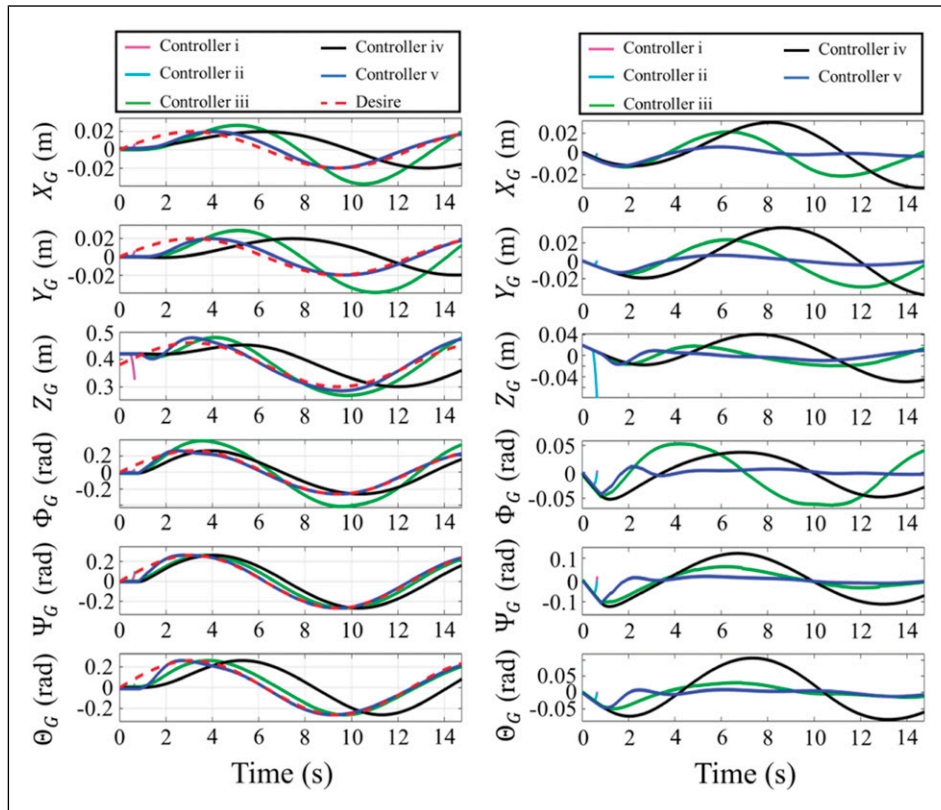 Controller i
Controller iv
Controller ii
Controller v
Controller iii
Desire
X_G (m)
0.02
0
-0.02
0 2 4 6 8 10 12 14
Y_G (m)
0.02
0
-0.02
0 2 4 6 8 10 12 14
Z_G (m)
0.5
0.4
0.3
0 2 4 6 8 10 12 14
Φ_G (rad)
0.2
0
-0.2
0 2 4 6 8 10 12 14
Ψ_G (rad)
0.2
0
-0.2
0 2 4 6 8 10 12 14
Θ_G (rad)
0.2
0
-0.2
0 2 4 6 8 10 12 14
Time (s)
Controller i
Controller iv
Controller ii
Controller v
Controller iii
X_G (m)
0.02
0
-0.02
0 2 4 6 8 10 12 14
Y_G (m)
0.02
0
-0.02
0 2 4 6 8 10 12 14
Z_G (m)
0.04
0
-0.04
0 2 4 6 8 10 12 14
Φ_G (rad)
0.05
0
-0.05
0 2 4 6 8 10 12 14
Ψ_G (rad)
0.1
0
-0.1
0 2 4 6 8 10 12 14
Θ_G (rad)
0.05
0
-0.05
0 2 4 6 8 10 12 14
Time (s)